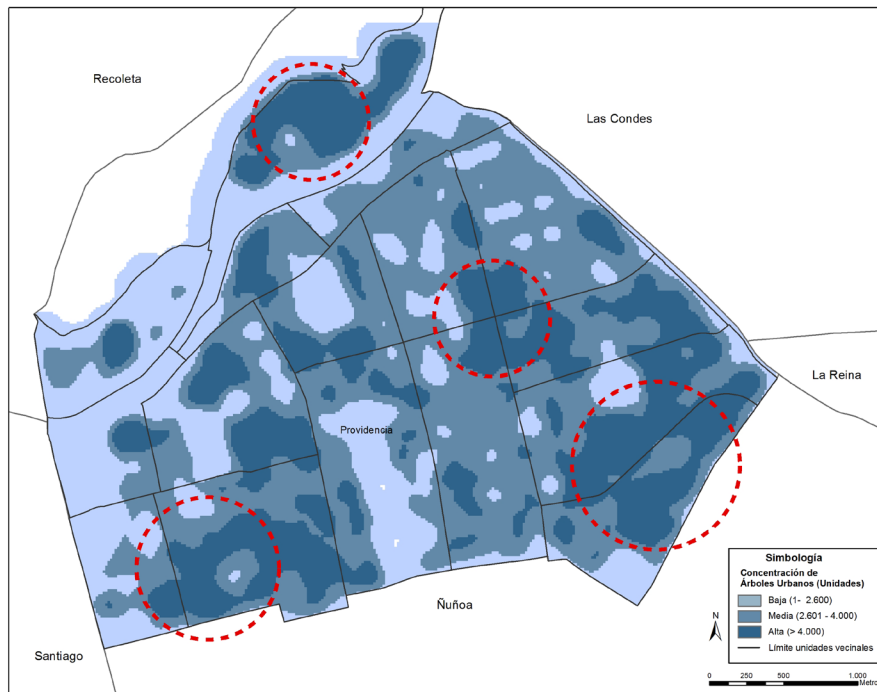 Recoleta
Las Condes
La Reina
Providencia
Ñuñoa
Santiago
Simbología
Concentración de
Árboles Urbanos (Unidades)
Baja (1- 2.600)
Media (2.601 - 4.000)
Alta (> 4.000)
Límite unidades vecinales
N
0 250 500 1.000
Metro